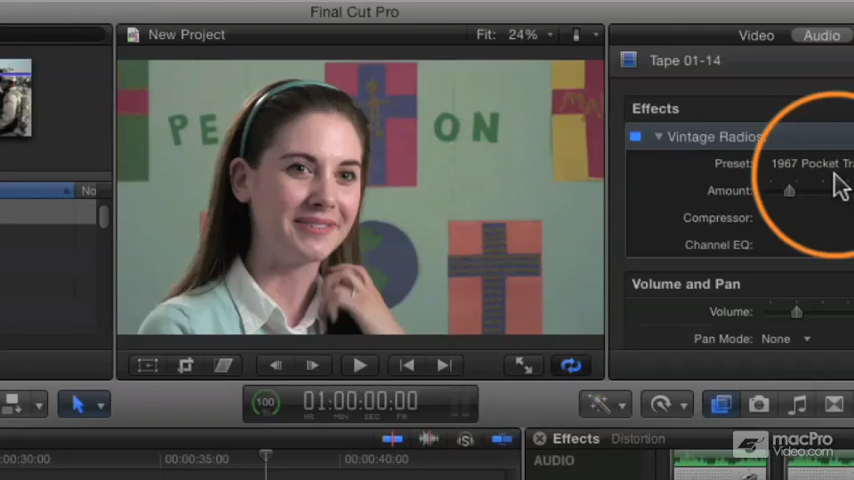 Final Cut Pro
New Project
Fit: 24%
Video
Audio
Tape 01-14
Effects
Vintage Radios
Preset:
1967 Pocket Tra
Amount:
Compressor:
Channel EQ:
Volume and Pan
Volume:
Pan Mode: None
PE ON
No
100
%
01:00:00:00
HR MIN SEC FR
Effects Distortion
AUDIO
:00:30:00
00:00:35:00
00:00:40:00
macPro
Video.com